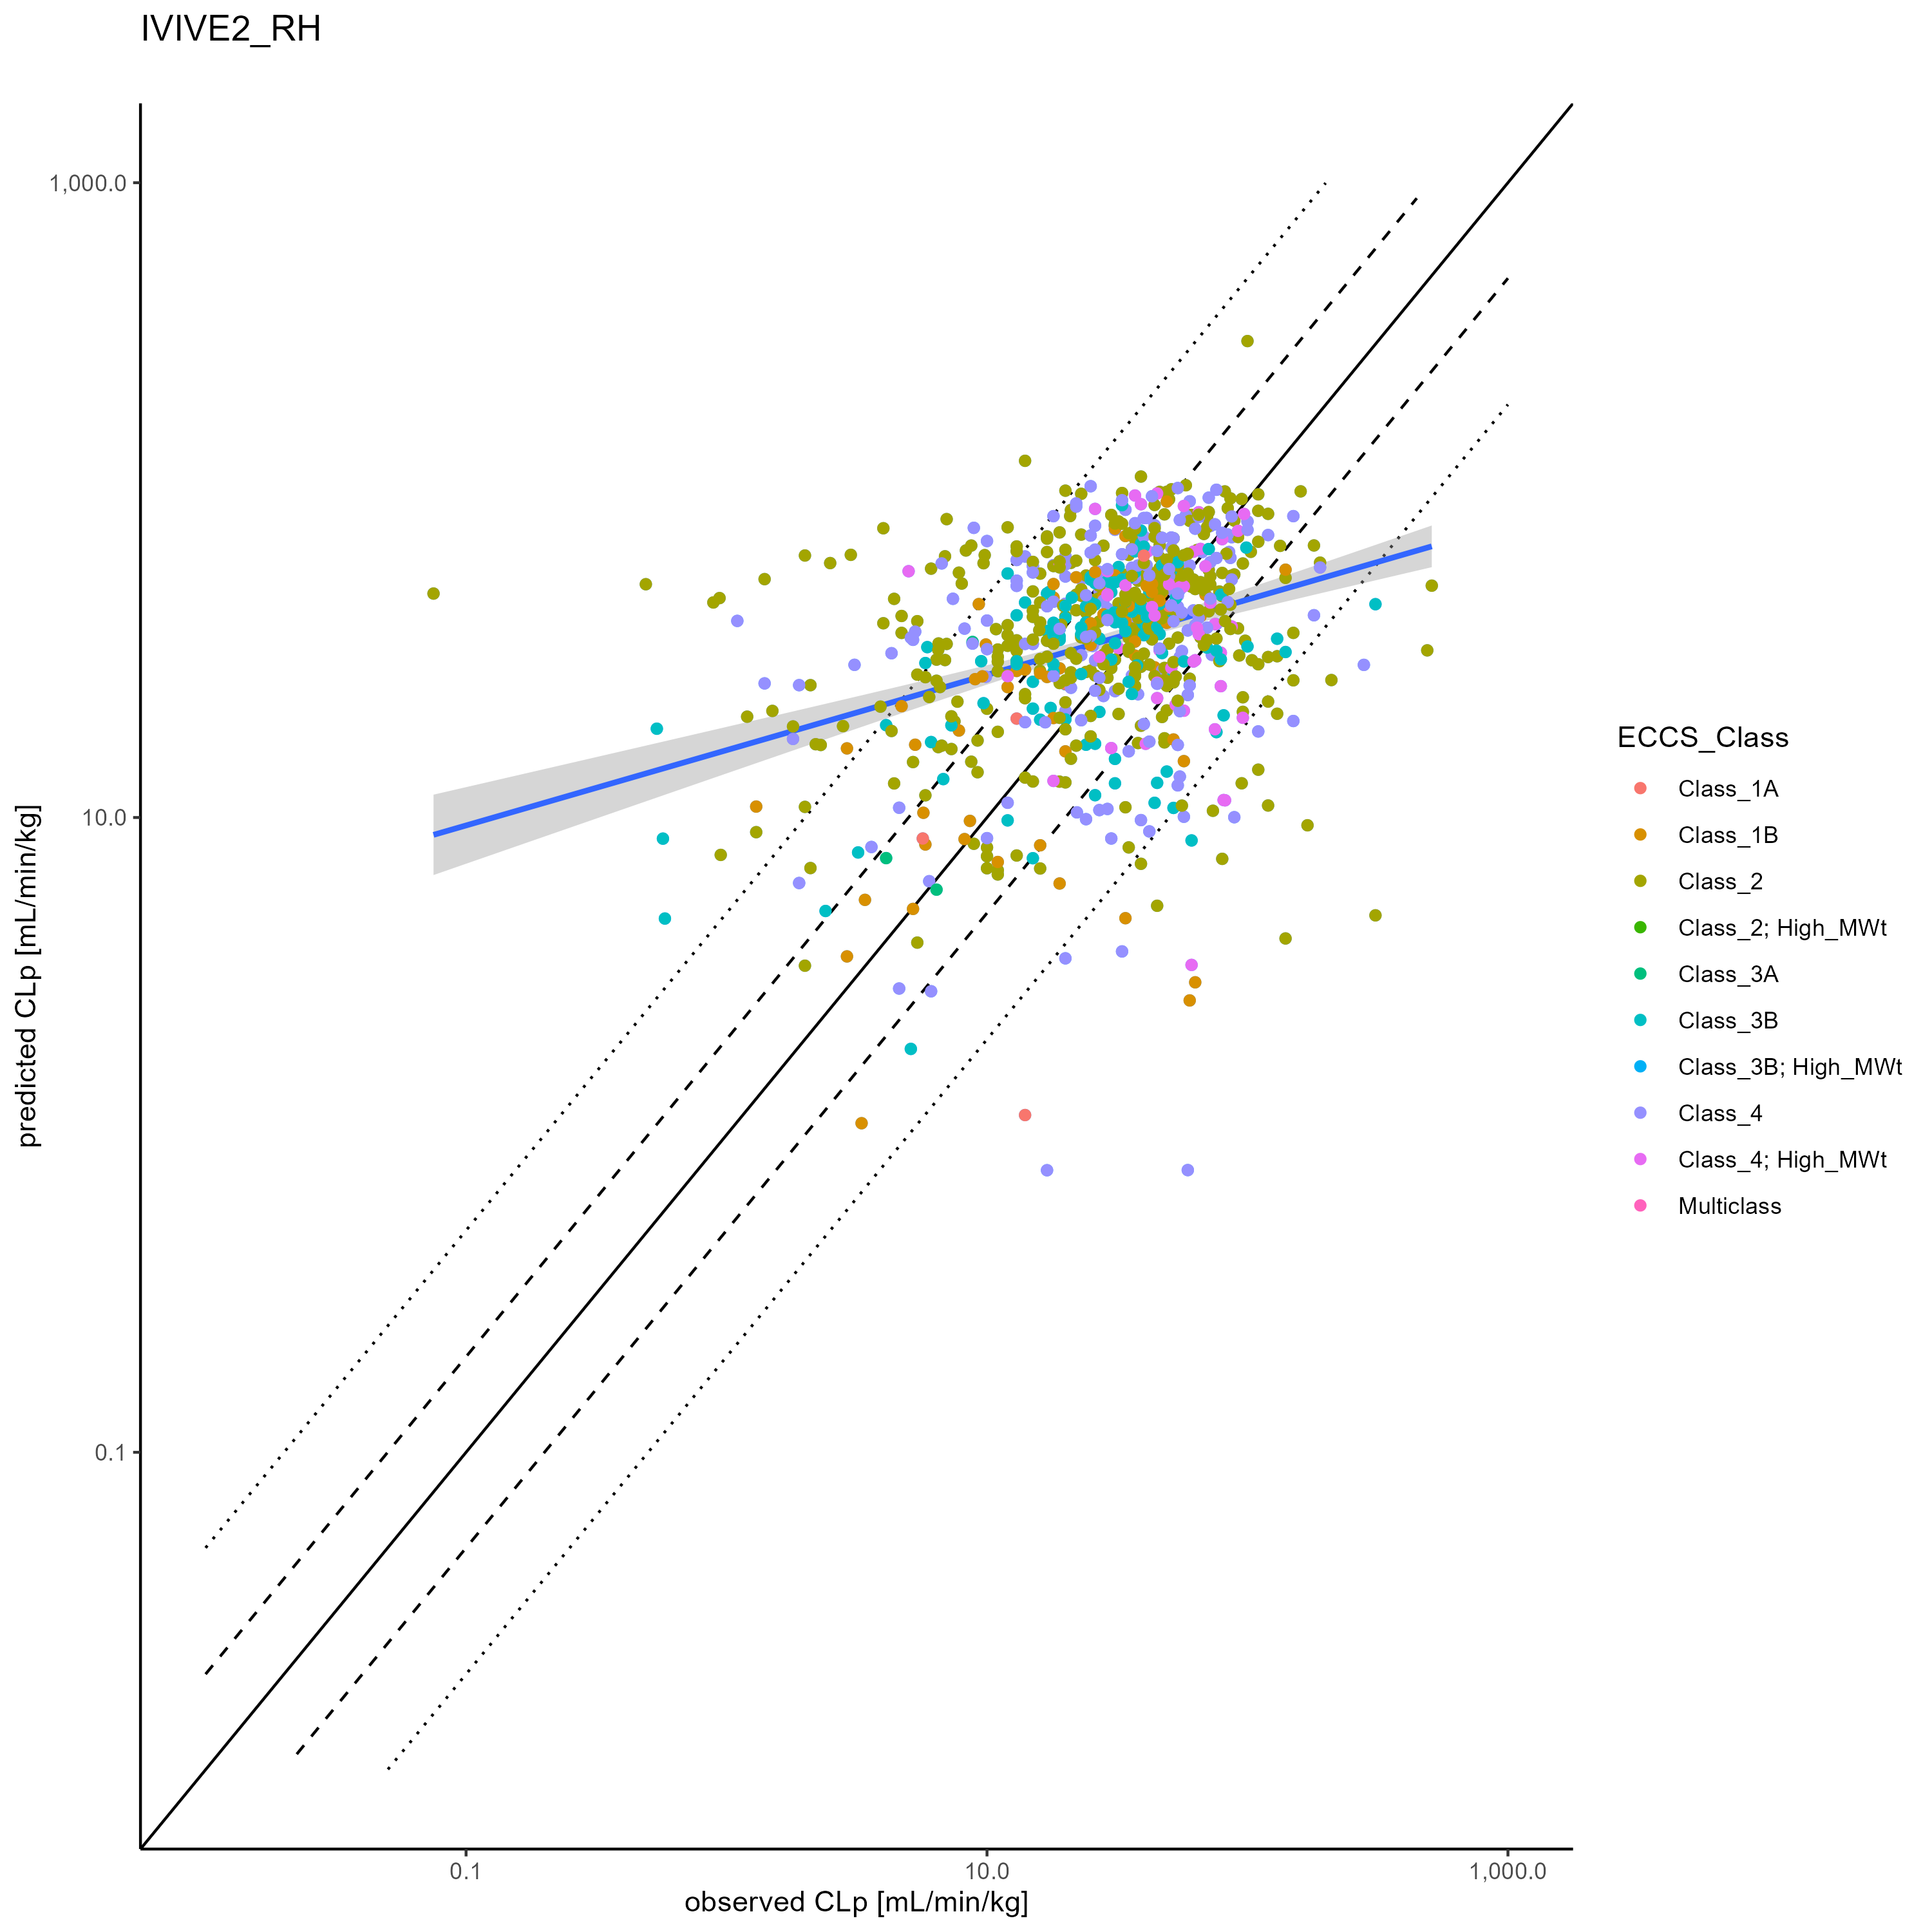 IVIVE2_RH
predicted CLp [mL/min/kg]
1,000.0
10.0
0.1
0.1
10.0
1,000.0
observed CLp [mL/min/kg]
ECCS_Class
Class_1A
Class_1B
Class_2
Class_2; High_MWt
Class_3A
Class_3B
Class_3B; High_MWt
Class_4
Class_4; High_MWt
Multiclass